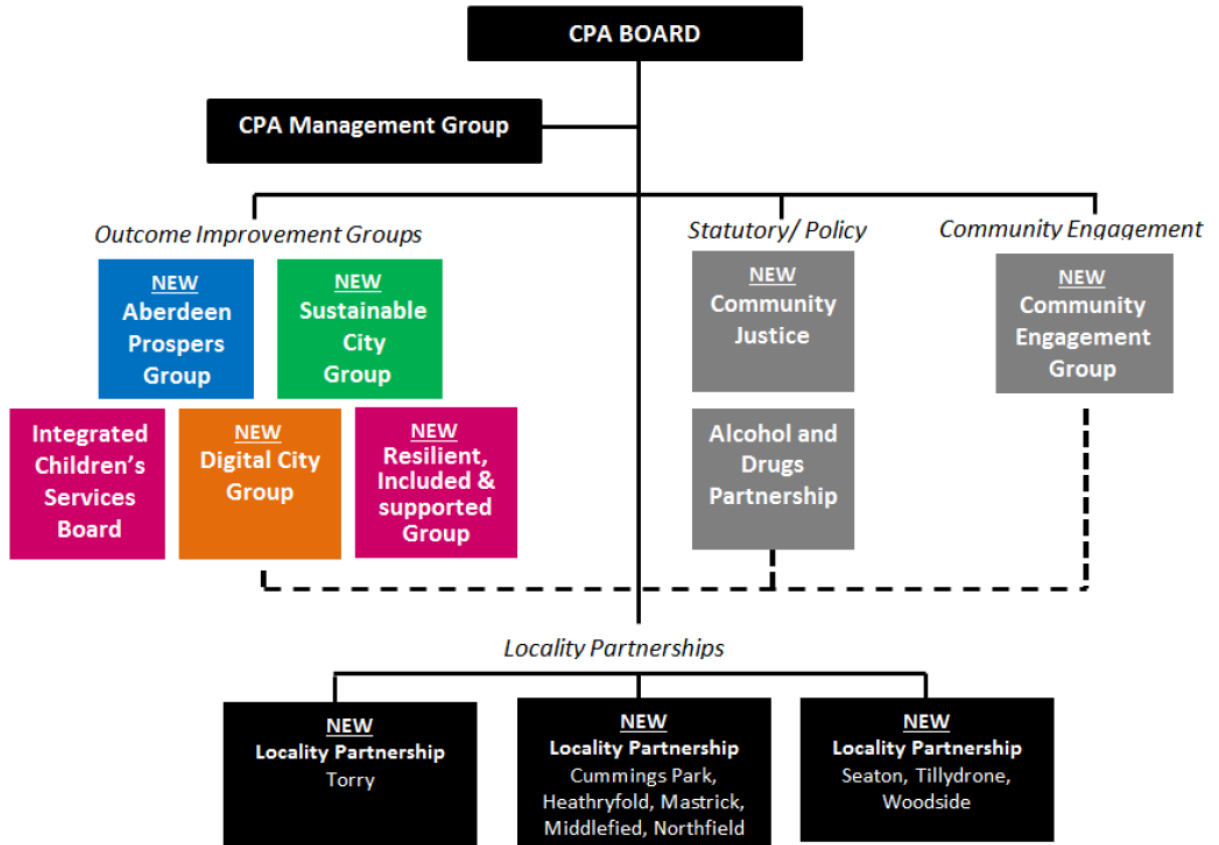 CPA BOARD
CPA Management Group
Outcome Improvement Groups
Statutory/ Policy
Community Engagement
NEW
Aberdeen
Prospers
Group
NEW
Sustainable
City
Group
NEW
Community
Justice
NEW
Community
Engagement
Group
Integrated
Children’s
Services
Board
NEW
Digital City
Group
NEW
Resilient,
Included &
supported
Group
Alcohol and
Drugs
Partnership
Locality Partnerships
NEW
Locality Partnership
Torry
NEW
Locality Partnership
Cummings Park,
Heathryfold, Mastrick,
Middlefied, Northfield
NEW
Locality Partnership
Seaton, Tillydrone,
Woodside